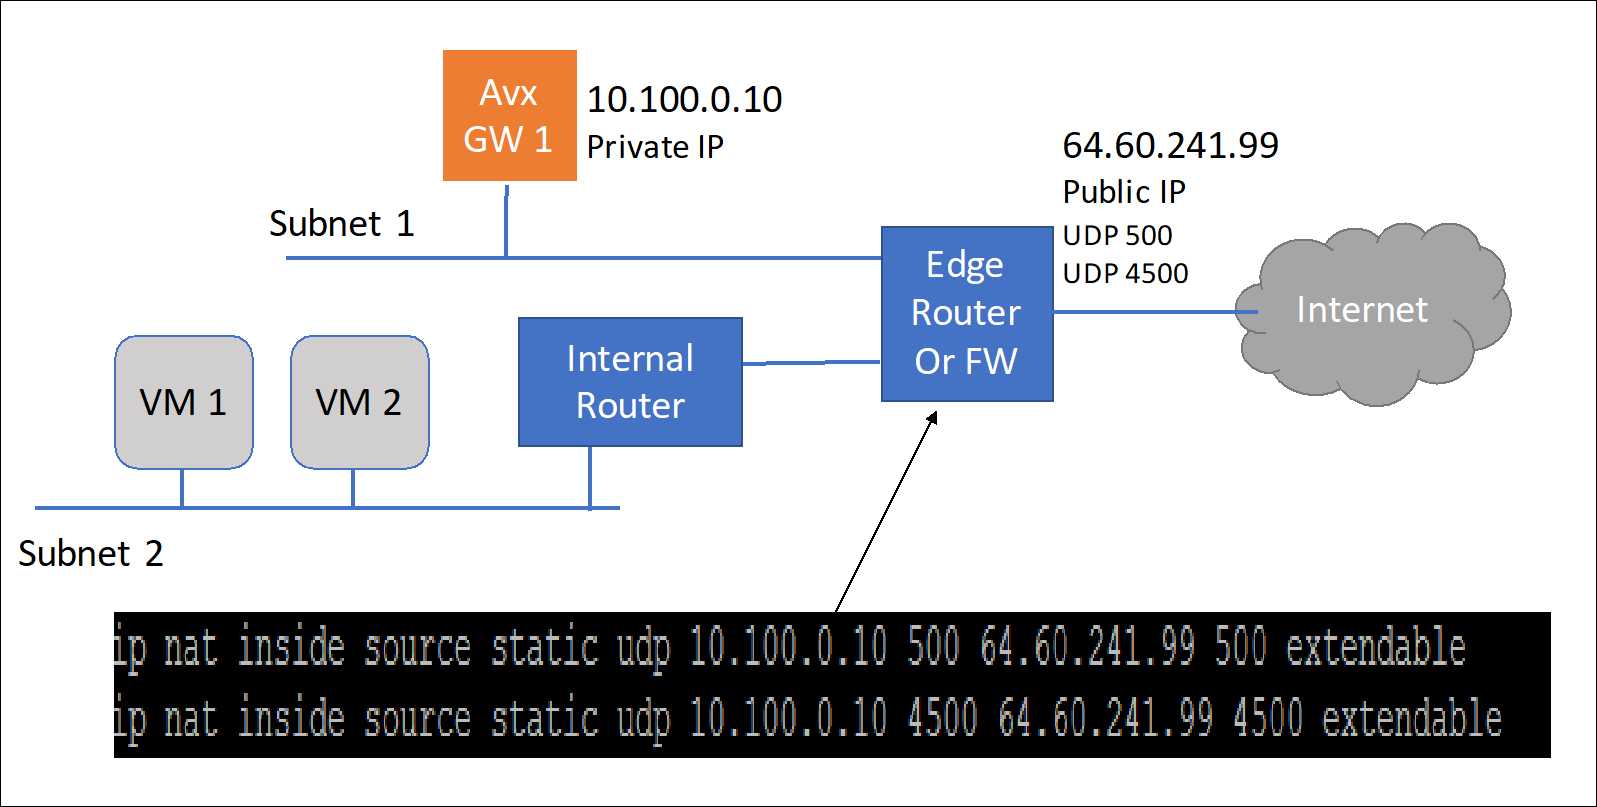 Avx
GW 1
10.100.0.10
Private IP
64.60.241.99
Public IP
UDP 500
UDP 4500
Subnet 1
Edge
Router
Or FW
Internet
Internal
Router
VM 1
VM 2
Subnet 2
ip nat inside source static udp 10.100.0.10 500 64.60.241.99 500 extendable
ip nat inside source static udp 10.100.0.10 4500 64.60.241.99 4500 extendable